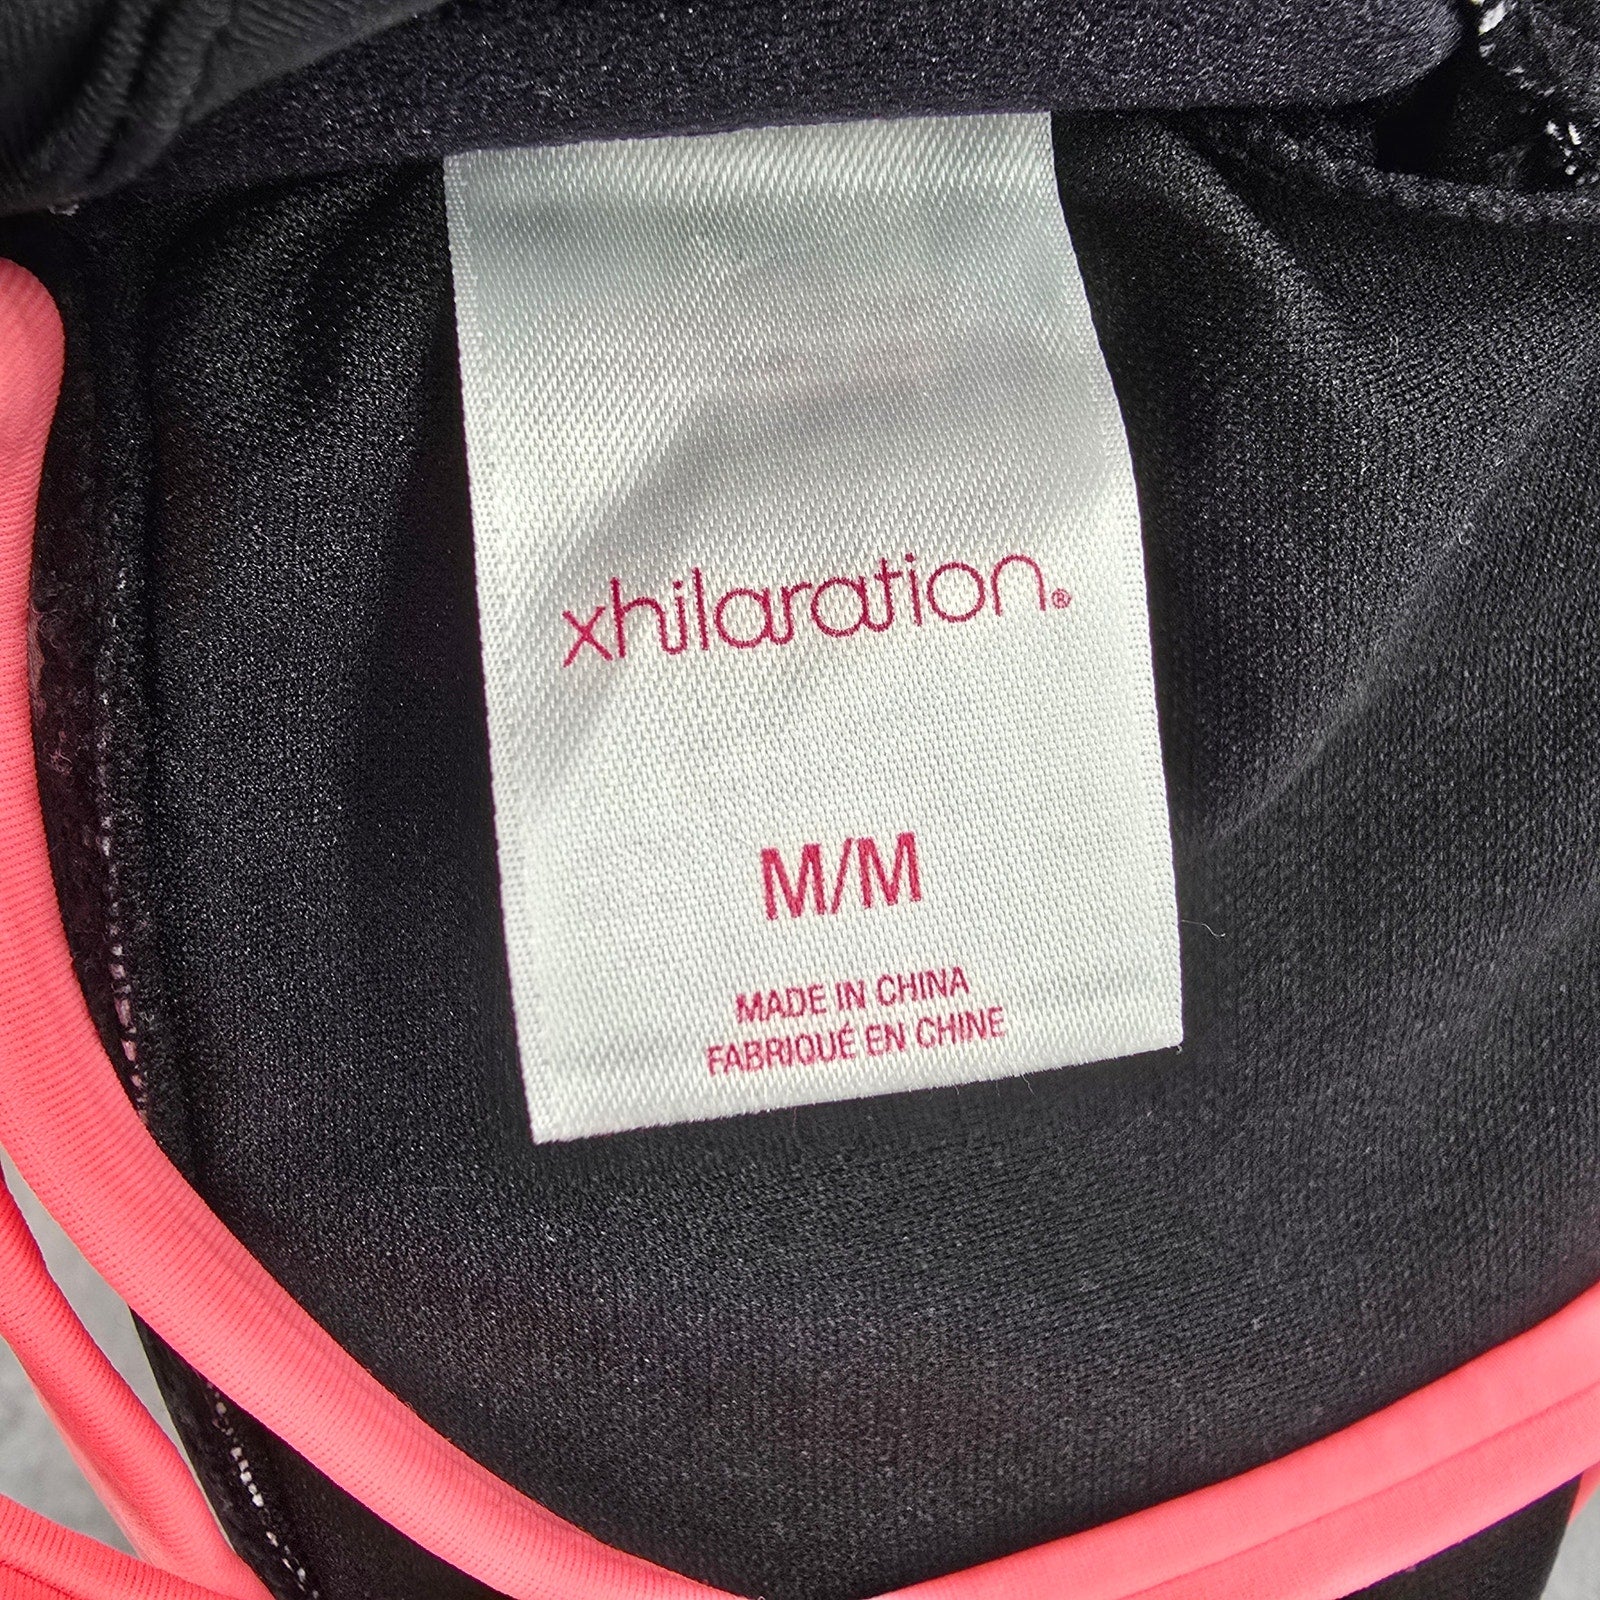 xhilaration®
M/M
MADE IN CHINA
FABRIQUÉ EN CHINE